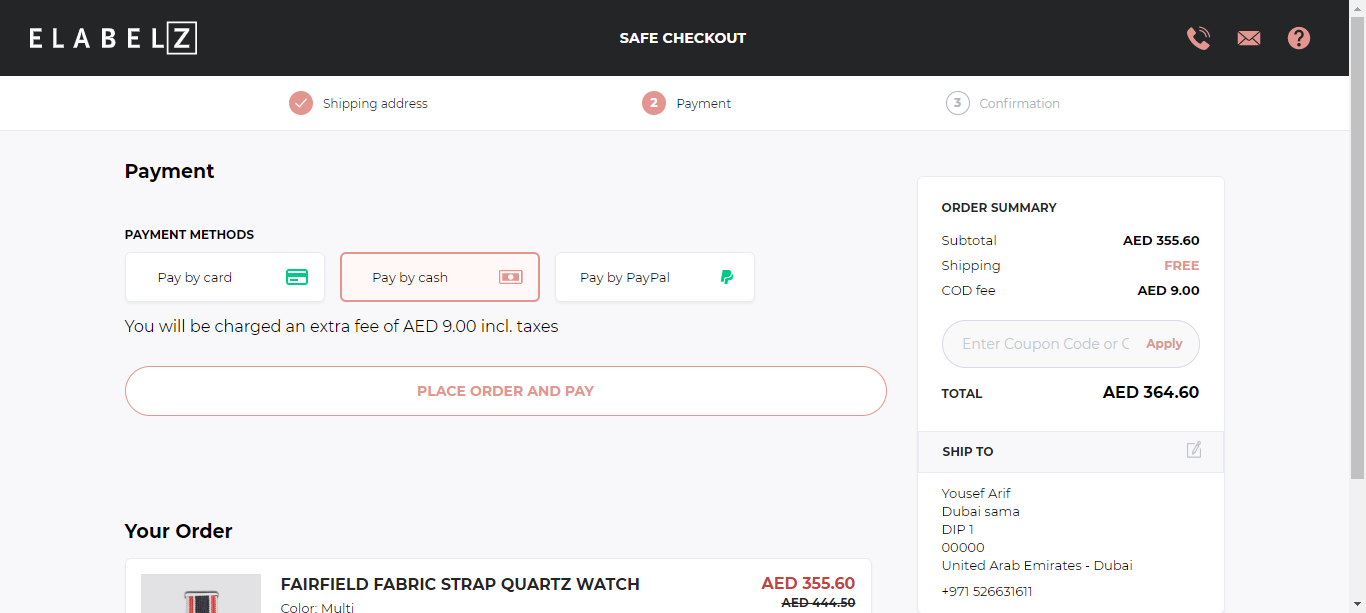 ELABELZ
SAFE CHECKOUT
Shipping address
2 Payment
3 Confirmation
Payment
PAYMENT METHODS
Pay by card
Pay by cash
Pay by PayPal
You will be charged an extra fee of AED 9.00 incl. taxes
PLACE ORDER AND PAY
Your Order
FAIRFIELD FABRIC STRAP QUARTZ WATCH
AED 355.60
AED 444.50
Color: Multi
ORDER SUMMARY
Subtotal AED 355.60
Shipping FREE
COD fee AED 9.00
Enter Coupon Code or C Apply
TOTAL AED 364.60
SHIP TO
Yousef Arif
Dubai sama
DIP 1
00000
United Arab Emirates - Dubai
+971 526631611